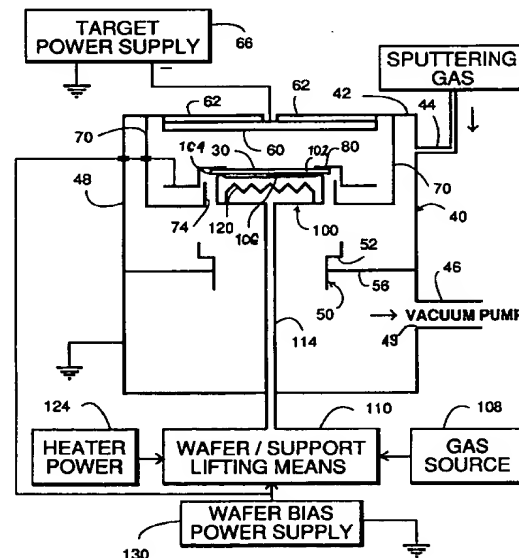 TARGET
POWER SUPPLY
66
SPUTTERING
GAS
62
62
42
44
70
60
104
30
102
80
70
48
40
74
120
106
100
52
46
50
56
→ VACUUM PUMP
49
114
124
110
108
HEATER
POWER
WAFER / SUPPORT
LIFTING MEANS
GAS
SOURCE
WAFER BIAS
POWER SUPPLY
130